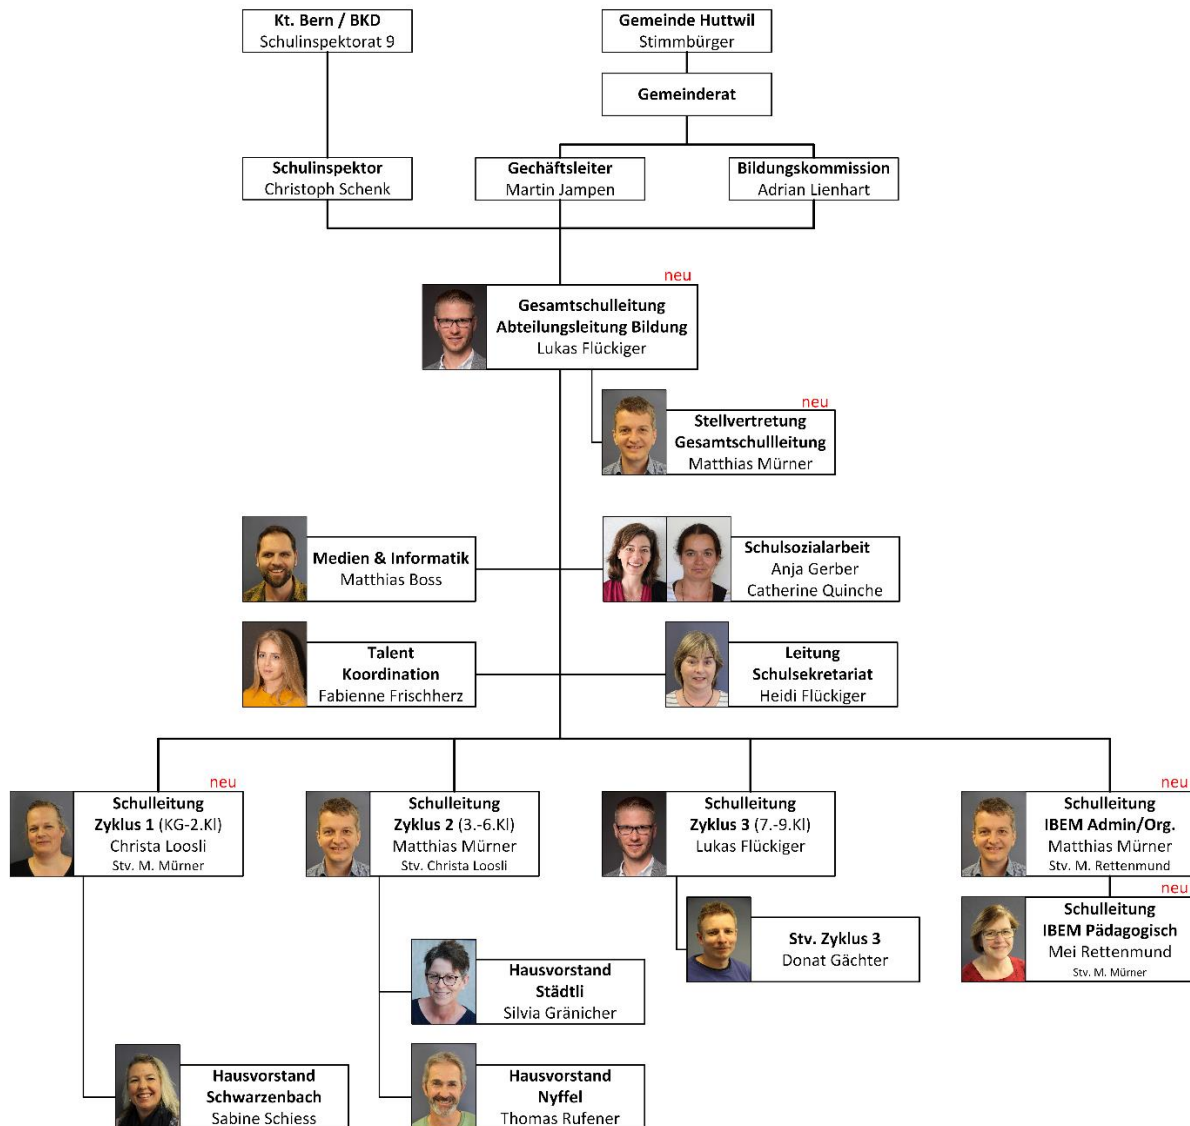 Kt. Bern / BKD
Schulinspektorat 9
Gemeinde Huttwil
Stimmbürger
Gemeinderat
Schulinspektor
Christoph Schenk
Gechäftsleiter
Martin Jampen
Bildungskommission
Adrian Lienhart
neu
Gesamtschulleitung
Abteilungsleitung Bildung
Lukas Flückiger
neu
Stellvertretung
Gesamtschullleitung
Matthias Mürner
Medien & Informatik
Matthias Boss
Schulsozialarbeit
Anja Gerber
Catherine Quinche
Talent
Koordination
Fabienne Frischherz
Leitung
Schulsekretariat
Heidi Flückiger
neu
Schulleitung
Zyklus 1 (KG-2.Kl)
Christa Loosli
Stv. M. Mürner
Schulleitung
Zyklus 2 (3.-6.Kl)
Matthias Mürner
Stv. Christa Loosli
Schulleitung
Zyklus 3 (7.-9.Kl)
Lukas Flückiger
neu
Schulleitung
IBEM Admin/Org.
Matthias Mürner
Stv. M. Rettenmund
neu
Schulleitung
IBEM Pädagogisch
Mei Rettenmund
Stv. M. Mürner
Stv. Zyklus 3
Donat Gächter
Hausvorstand
Städtli
Silvia Gränicher
Hausvorstand
Schwarzenbach
Sabine Schiess
Hausvorstand
Nyffel
Thomas Rufener